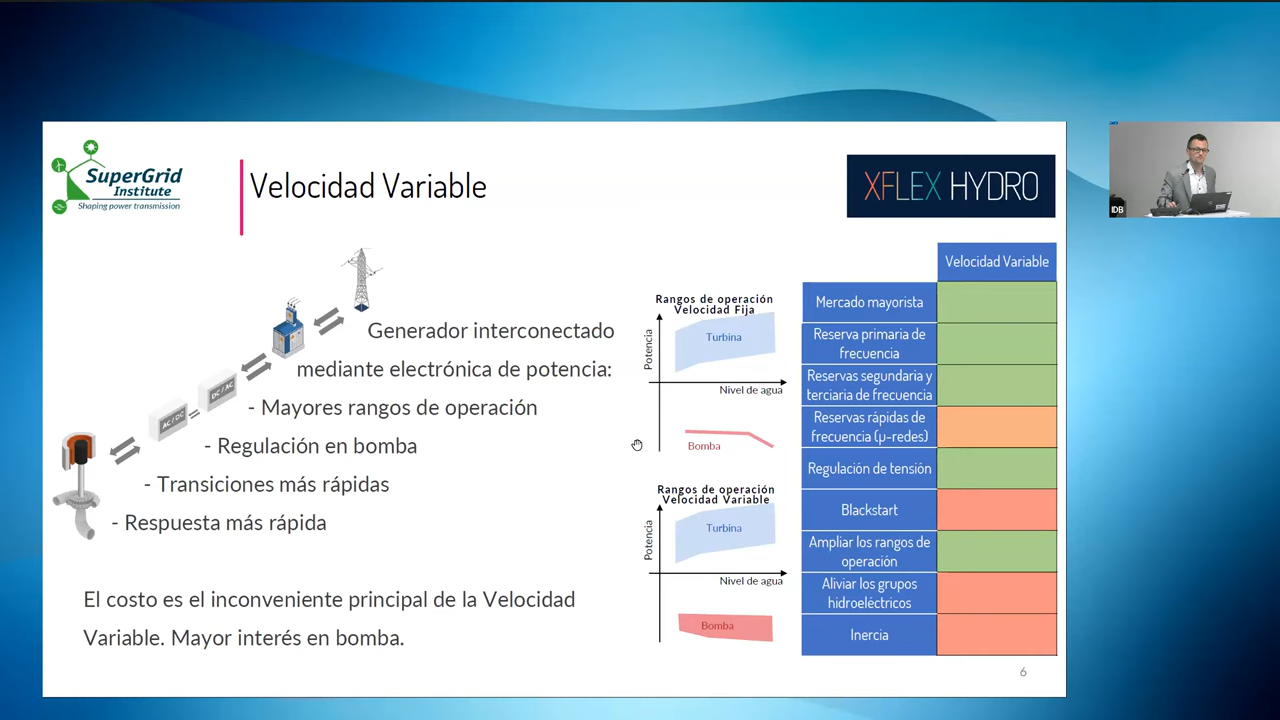 SuperGrid
Institute
Shaping power transmission
Velocidad Variable
XFLEX HYDRO
IDB
Generador interconectado
mediante electrónica de potencia:
- Mayores rangos de operación
- Regulación en bomba
- Transiciones más rápidas
- Respuesta más rápida
AC / DC
DC / AC
El costo es el inconveniente principal de la Velocidad
Variable. Mayor interés en bomba.
Rangos de operación
Velocidad Fija
Potencia
Turbina
Nivel de agua
Bomba
Rangos de operación
Velocidad Variable
Potencia
Turbina
Nivel de agua
Bomba
Velocidad Variable
Mercado mayorista
Reserva primaria de
frecuencia
Reservas segundaria y
terciaria de frecuencia
Reservas rápidas de
frecuencia (µ-redes)
Regulación de tensión
Blackstart
Ampliar los rangos de
operación
Aliviar los grupos
hidroeléctricos
Inercia
6